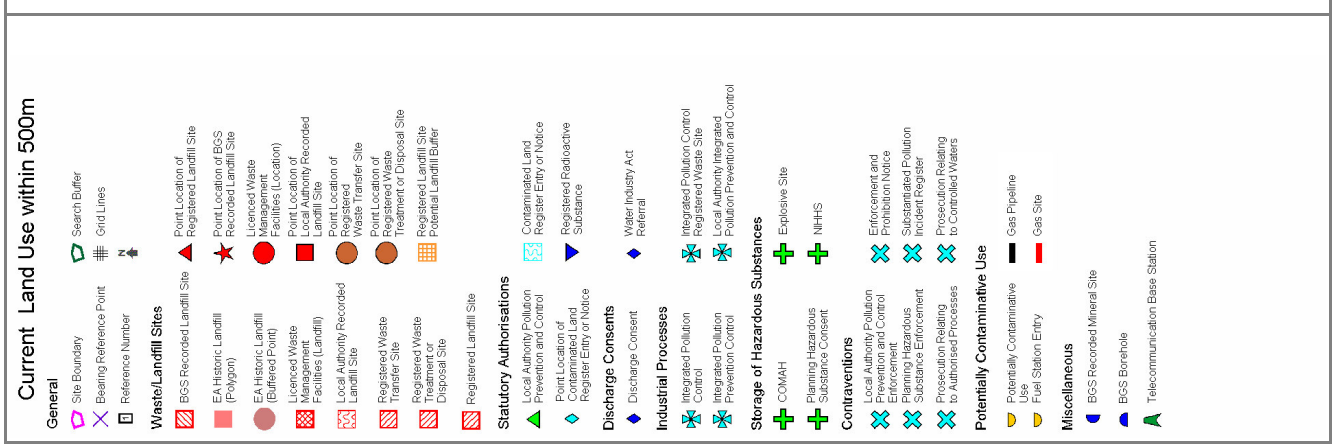 Current Land Use within 500m
General
Site Boundary
Search Buffer
Bearing Reference Point
Grid Lines
1
Reference Number
N
Waste/Landfill Sites
BGS Recorded Landfill Site
Point Location of
Registered Landfill Site
EA Historic Landfill
(Polygon)
Point Location of BGS
Recorded Landfill Site
EA Historic Landfill
(Buffered Point)
Licenced Waste
Management
Facilities (Location)
Licenced Waste
Management
Facilities (Landfill)
Point Location of
Local Authority Recorded
Landfill Site
Local Authority Recorded
Landfill Site
Point Location of
Registered
Waste Transfer Site
Registered Waste
Transfer Site
Point Location of
Registered Waste
Treatment or Disposal Site
Registered Waste
Treatment or
Disposal Site
Registered Landfill Site
Potential Landfill Buffer
Registered Landfill Site
Statutory Authorisations
Local Authority Pollution
Prevention and Control
Contaminated Land
Register Entry or Notice
Point Location of
Contaminated Land
Register Entry or Notice
Registered Radioactive
Substance
Discharge Consents
Discharge Consent
Water Industry Act
Referral
Industrial Processes
Integrated Pollution
Control
Integrated Pollution Control
Registered Waste Site
Integrated Pollution
Prevention Control
Local Authority Integrated
Pollution Prevention and Control
Storage of Hazardous Substances
COMAH
Explosive Site
Planning Hazardous
Substance Consent
NIHHS
Contraventions
Local Authority Pollution
Prevention and Control
Enforcement
Enforcement and
Prohibition Notice
Planning Hazardous
Substance Enforcement
Substantiated Pollution
Incident Register
Prosecution Relating
to Authorised Processes
Prosecution Relating
to Controlled Waters
Potentially Contaminative Use
Potentially Contaminative
Use
Gas Pipeline
Fuel Station Entry
Gas Site
Miscellaneous
BGS Recorded Mineral Site
BGS Borehole
Telecommunication Base Station